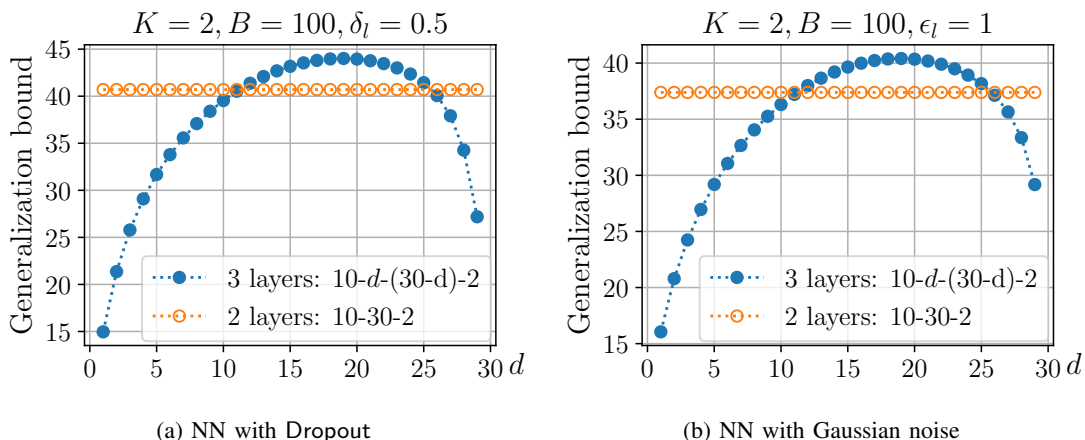 K = 2, B = 100, δ_l = 0.5
Generalization bound
45
40
35
30
25
20
15
3 layers: 10-d-(30-d)-2
2 layers: 10-30-2
0 5 10 15 20 25 30 d
(a) NN with Dropout
K = 2, B = 100, ϵ_l = 1
Generalization bound
40
35
30
25
20
15
3 layers: 10-d-(30-d)-2
2 layers: 10-30-2
0 5 10 15 20 25 30 d
(b) NN with Gaussian noise